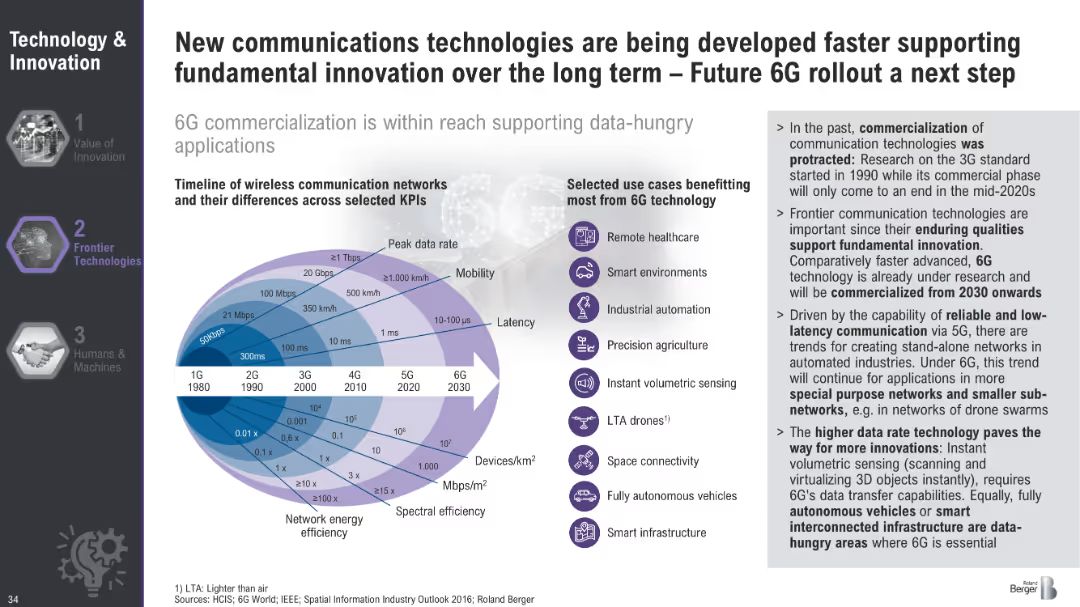 Technology &
Innovation
1
Value of
Innovation
2
Frontier
Technologies
3
Humans &
Machines
34
New communications technologies are being developed faster supporting
fundamental innovation over the long term – Future 6G rollout a next step
6G commercialization is within reach supporting data-hungry
applications
Timeline of wireless communication networks
and their differences across selected KPIs
6G
Peak data rate
Mobility
Latency
≥1 Tbps
20 Gbps
100 Mbps
21 Mbps
50Kbps
≥1.000 km/h
500 km/h
350 km/h
10-100 µs
1 ms
10 ms
100 ms
300ms
1G 2G 3G 4G 5G 6G
1980 1990 2000 2010 2020 2030
10⁴
10⁵
10⁶
10⁷
0.001
0.1
10
1.000
0.01 x
0,6 x
1 x
3 x
≥15 x
0.1 x
1 x
≥10 x
≥100 x
Devices/km²
Mbps/m²
Spectral efficiency
Network energy
efficiency
Selected use cases benefitting
most from 6G technology
Remote healthcare
Smart environments
Industrial automation
Precision agriculture
Instant volumetric sensing
LTA drones¹⁾
Space connectivity
Fully autonomous vehicles
Smart infrastructure
> In the past, commercialization of
communication technologies was
protracted: Research on the 3G standard
started in 1990 while its commercial phase
will only come to an end in the mid-2020s
> Frontier communication technologies are
important since their enduring qualities
support fundamental innovation.
Comparatively faster advanced, 6G
technology is already under research and
will be commercialized from 2030 onwards
> Driven by the capability of reliable and low-
latency communication via 5G, there are
trends for creating stand-alone networks in
automated industries. Under 6G, this trend
will continue for applications in more
special purpose networks and smaller sub-
networks, e.g. in networks of drone swarms
> The higher data rate technology paves the
way for more innovations: Instant
volumetric sensing (scanning and
virtualizing 3D objects instantly), requires
6G's data transfer capabilities. Equally, fully
autonomous vehicles or smart
interconnected infrastructure are data-
hungry areas where 6G is essential
1) LTA: Lighter than air
Sources: HCIS; 6G World; IEEE; Spatial Information Industry Outlook 2016; Roland Berger
Roland
Berger
B